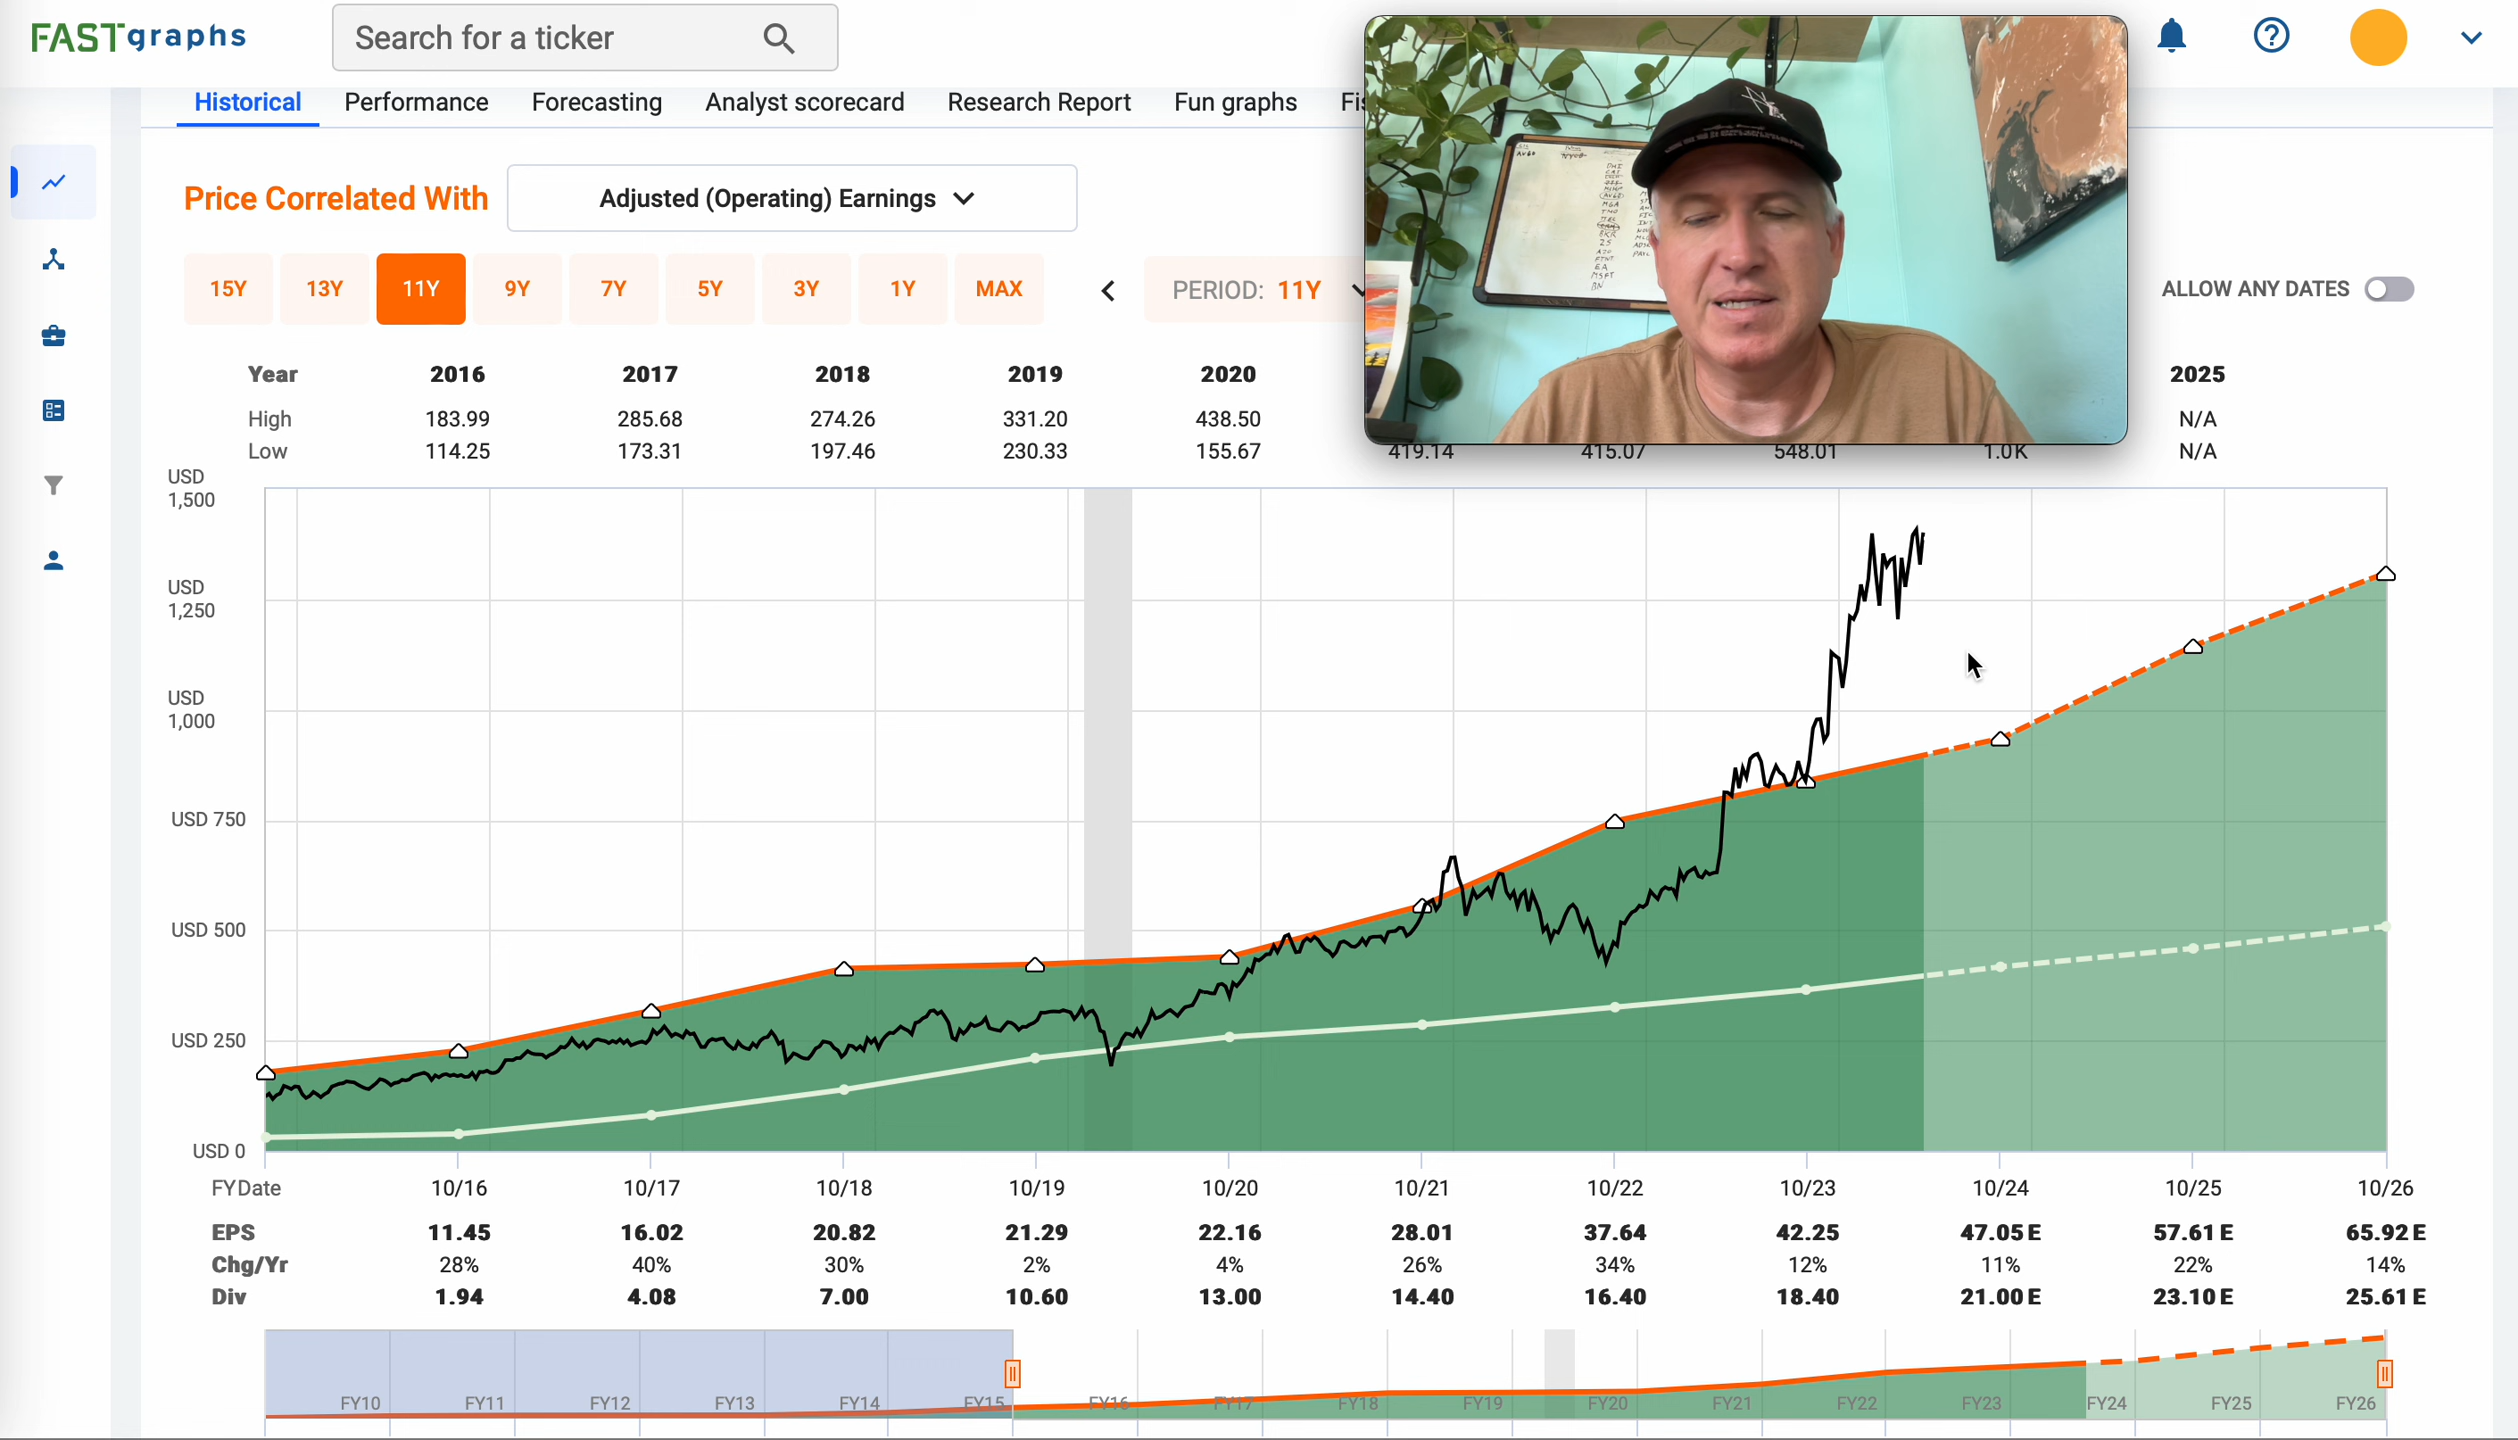 FASTgraphs
Search for a ticker
Historical Performance Forecasting Analyst scorecard Research Report Fun graphs
Price Correlated With
Adjusted (Operating) Earnings
15Y 13Y 11Y 9Y 7Y 5Y 3Y 1Y MAX
PERIOD: 11Y
ALLOW ANY DATES
Year 2016 2017 2018 2019 2020 2025
High 183.99 285.68 274.26 331.20 438.50 N/A
Low 114.25 173.31 197.46 230.33 155.67 419.14 415.07 548.01 1.0K N/A
USD
1,500
USD
1,250
USD
1,000
USD 750
USD 500
USD 250
USD 0
FYDate 10/16 10/17 10/18 10/19 10/20 10/21 10/22 10/23 10/24 10/25 10/26
EPS 11.45 16.02 20.82 21.29 22.16 28.01 37.64 42.25 47.05E 57.61E 65.92E
Chg/Yr 28% 40% 30% 2% 4% 26% 34% 12% 11% 22% 14%
Div 1.94 4.08 7.00 10.60 13.00 14.40 16.40 18.40 21.00E 23.10E 25.61E
FY10 FY11 FY12 FY13 FY14 FY15 FY16 FY17 FY18 FY19 FY20 FY21 FY22 FY23 FY24 FY25 FY26